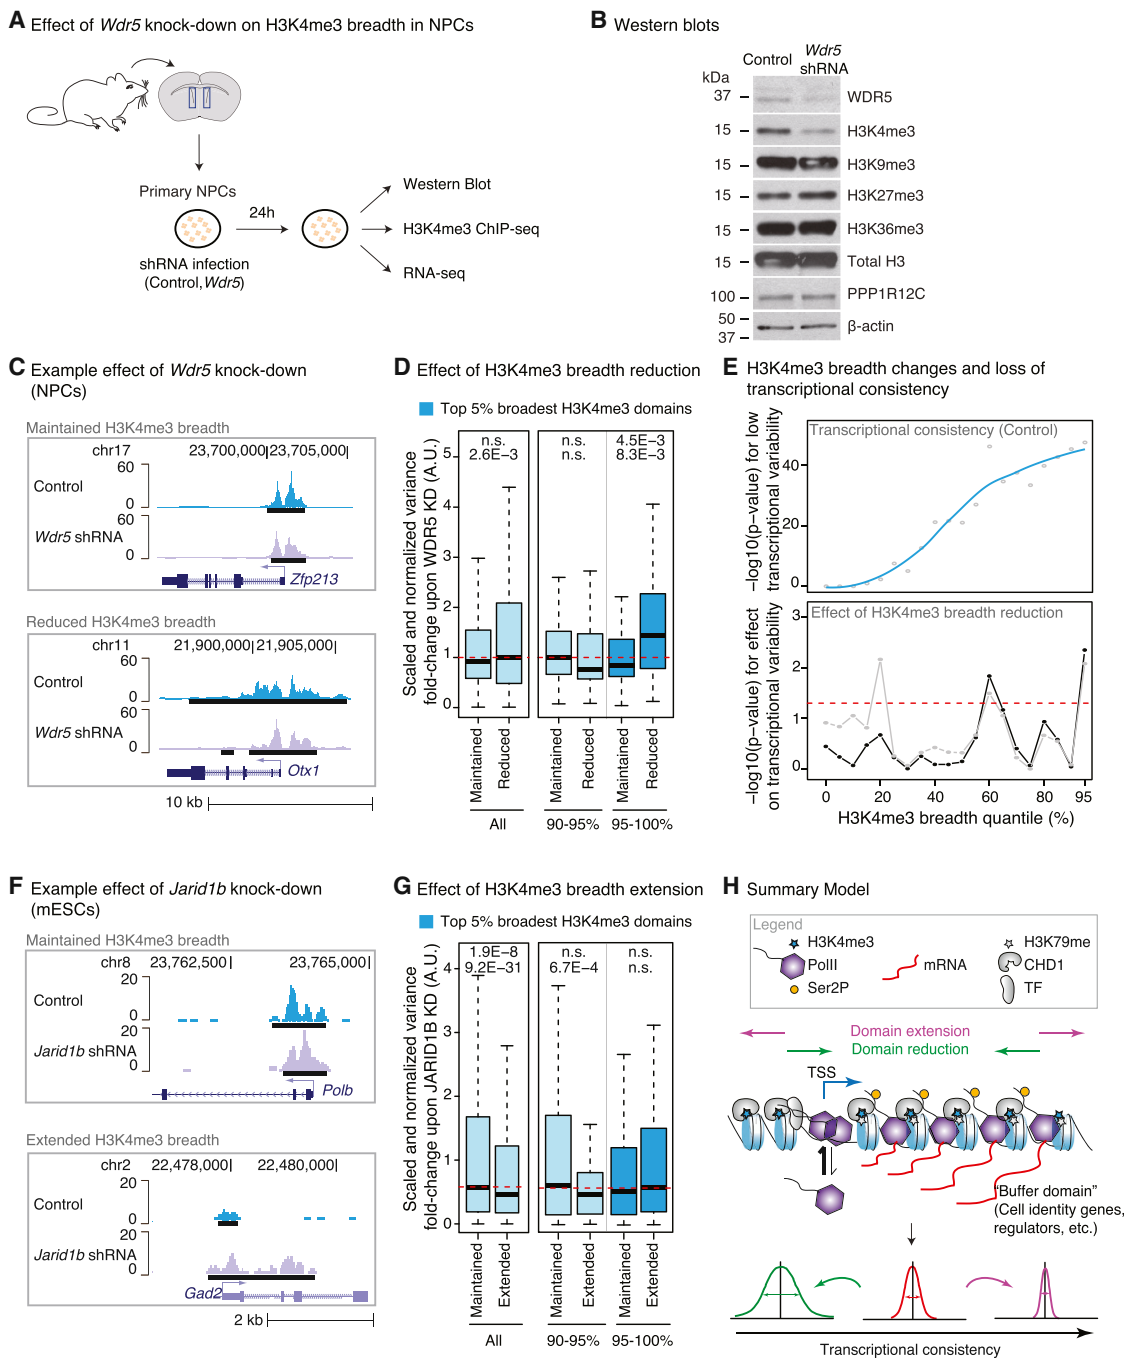 A Effect of Wdr5 knock-down on H3K4me3 breadth in NPCs
Primary NPCs
24h
shRNA infection
(Control, Wdr5)
Western Blot
H3K4me3 ChIP-seq
RNA-seq
B Western blots
Control
Wdr5
shRNA
kDa
37 WDR5
15 H3K4me3
15 H3K9me3
15 H3K27me3
15 H3K36me3
15 Total H3
100 PPP1R12C
50
37
β-actin
C Example effect of Wdr5 knock-down
(NPCs)
Maintained H3K4me3 breadth
chr17 23,700,000 23,705,000
60
Control
0
60
Wdr5 shRNA
0
Zfp213
Reduced H3K4me3 breadth
chr11 21,900,000 21,905,000
60
Control
0
60
Wdr5 shRNA
0
Otx1
10 kb
D Effect of H3K4me3 breadth reduction
Top 5% broadest H3K4me3 domains
Scaled and normalized variance
fold-change upon WDR5 KD (A.U.)
n.s. n.s. 4.5E−3
2.6E−3 n.s. 8.3E−3
5
4
3
2
1
0
Maintained Reduced Maintained Reduced Maintained Reduced
All 90-95% 95-100%
E H3K4me3 breadth changes and loss of
transcriptional consistency
−log10(p−value) for low
transcriptional variability
Transcriptional consistency (Control)
40
20
0
−log10(p−value) for effect
on transcriptional variability
Effect of H3K4me3 breadth reduction
3
2
1
0
0 20 40 60 80 95
H3K4me3 breadth quantile (%)
F Example effect of Jarid1b knock-down
(mESCs)
Maintained H3K4me3 breadth
chr8 23,762,500 23,765,000
20
Control
0
20
Jarid1b shRNA
0
Polb
Extended H3K4me3 breadth
chr2 22,478,000 22,480,000
20
Control
0
20
Jarid1b shRNA
0
Gad2
2 kb
G Effect of H3K4me3 breadth extension
Top 5% broadest H3K4me3 domains
Scaled and normalized variance
fold-change upon JARID1B KD (A.U.)
1.9E−8 n.s. n.s.
9.2E−31 6.7E−4 n.s.
4
3
2
1
0
Maintained Extended Maintained Extended Maintained Extended
All 90-95% 95-100%
H Summary Model
Legend
H3K4me3
PolII
Ser2P
mRNA
H3K79me
CHD1
TF
Domain extension
Domain reduction
TSS
“Buffer domain”
(Cell identity genes,
regulators, etc.)
Transcriptional consistency